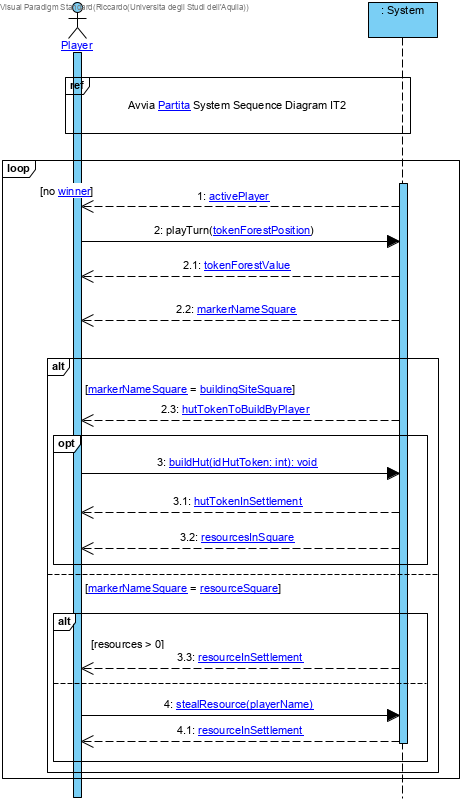 Visual Paradigm Standard(Riccardo(Universita degli Studi dell'Aquila))
: System
Player
ref
Avvia Partita System Sequence Diagram IT2
loop
[no winner]
1: activePlayer
2: playTurn(tokenForestPosition)
2.1: tokenForestValue
2.2: markerNameSquare
alt
[markerNameSquare = buildingSiteSquare]
2.3: hutTokenToBuildByPlayer
opt
3: buildHut(idHutToken: int): void
3.1: hutTokenInSettlement
3.2: resourcesInSquare
[markerNameSquare = resourceSquare]
alt
[resources > 0]
3.3: resourceInSettlement
4: stealResource(playerName)
4.1: resourceInSettlement